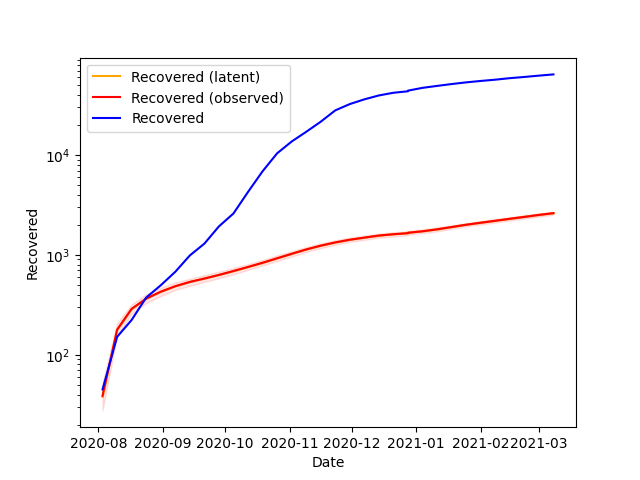 Recovered (latent)
Recovered (observed)
Recovered
10^4
10^3
10^2
Recovered
2020-08 2020-09 2020-10 2020-11 2020-12 2021-01 2021-02 2021-03
Date